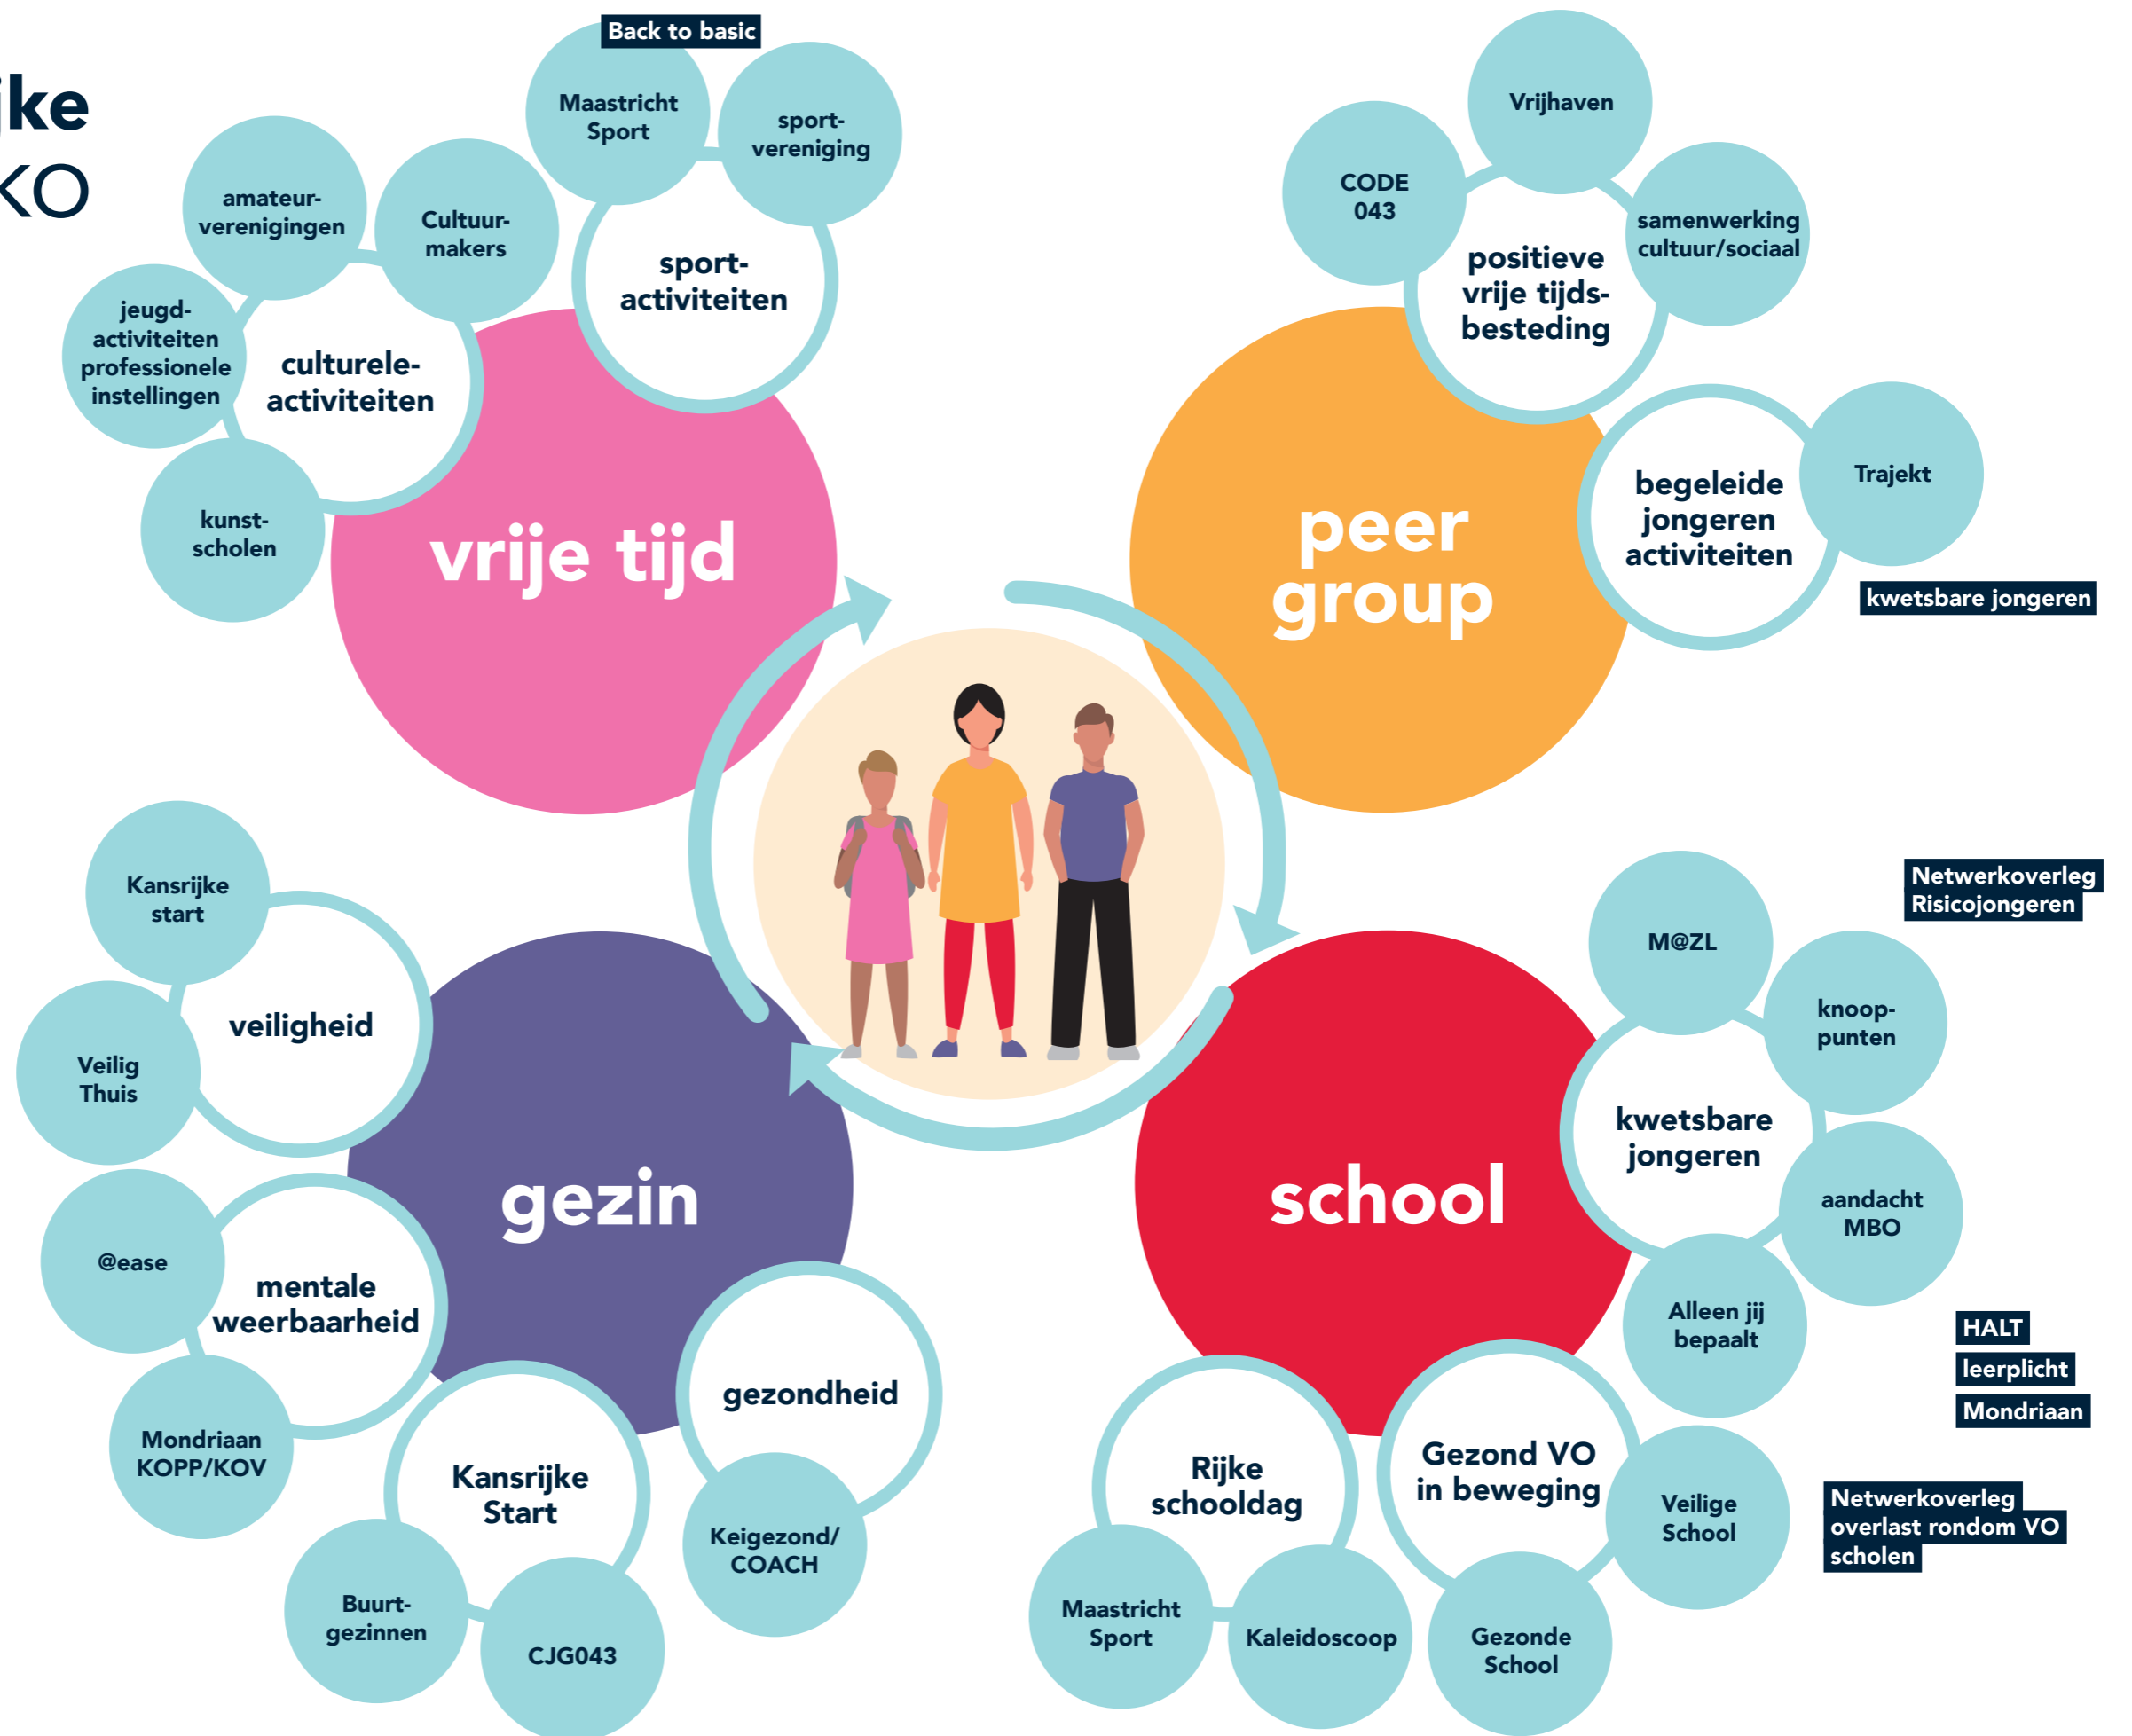 Back to basic
Maastricht
Sport
sport-
vereniging
sport-
activiteiten
amateur-
verenigingen
Cultuur-
makers
jeugd-
activiteiten
professionele
instellingen
culturele-
activiteiten
kunst-
scholen
vrije tijd
CODE
043
Vrijhaven
samenwerking
cultuur/sociaal
positieve
vrije tijds-
besteding
begeleide
jongeren
activiteiten
Trajekt
kwetsbare jongeren
peer
group
Kansrijke
start
veiligheid
Veilig
Thuis
@ease
mentale
weerbaarheid
Mondriaan
KOPP/KOV
gezin
Kansrijke
Start
Buurt-
gezinnen
CJG043
gezondheid
Keigezond/
COACH
school
M@ZL
Netwerkoverleg
Risicojongeren
knoop-
punten
kwetsbare
jongeren
aandacht
MBO
Alleen jij
bepaalt
HALT
leerplicht
Mondriaan
Rijke
schooldag
Maastricht
Sport
Kaleidoscoop
Gezond VO
in beweging
Veilige
School
Gezonde
School
Netwerkoverleg
overlast rondom VO
scholen